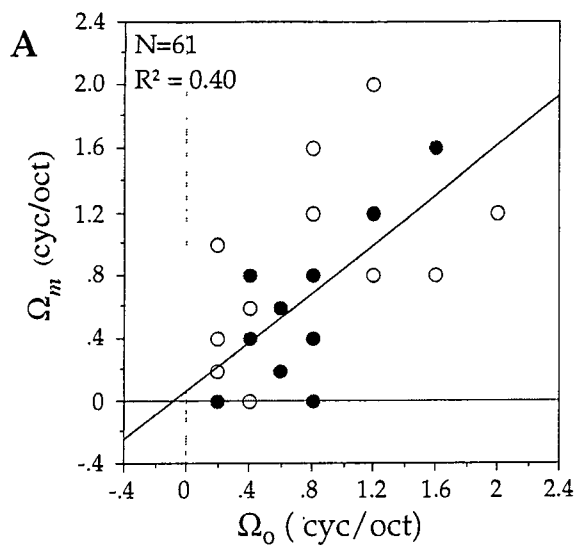 A
N=61
R² = 0.40
2.4
2.0
1.6
1.2
.8
.4
0
-.4
Ωm (cyc/oct)
-.4 0 .4 .8 1.2 1.6 2 2.4
Ωo ( cyc/oct)